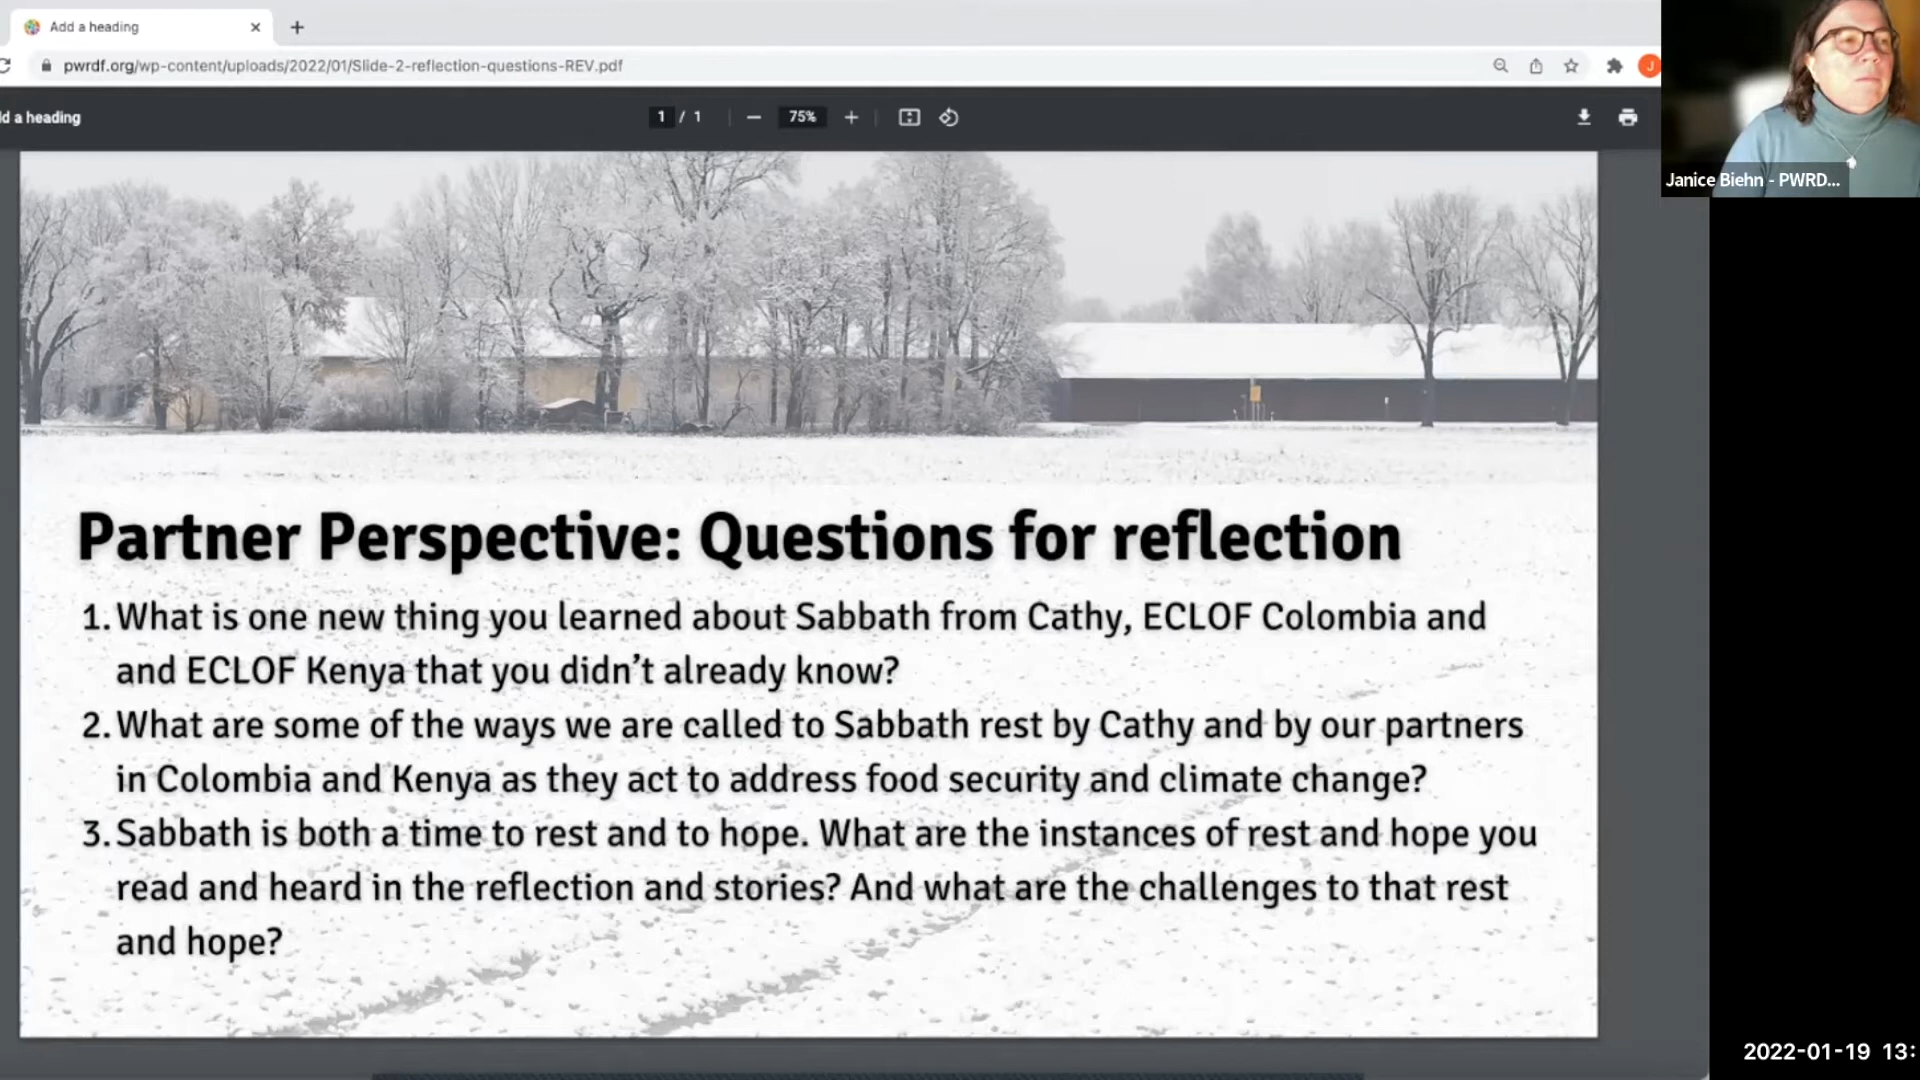 Add a heading
pwrdf.org/wp-content/uploads/2022/01/Slide-2-reflection-questions-REV.pdf
J
d a heading
1 / 1
75%
Janice Biehn - PWRD...
Partner Perspective: Questions for reflection
1. What is one new thing you learned about Sabbath from Cathy, ECLOF Colombia and
and ECLOF Kenya that you didn't already know?
2. What are some of the ways we are called to Sabbath rest by Cathy and by our partners
in Colombia and Kenya as they act to address food security and climate change?
3. Sabbath is both a time to rest and to hope. What are the instances of rest and hope you
read and heard in the reflection and stories? And what are the challenges to that rest
and hope?
2022-01-19 13: